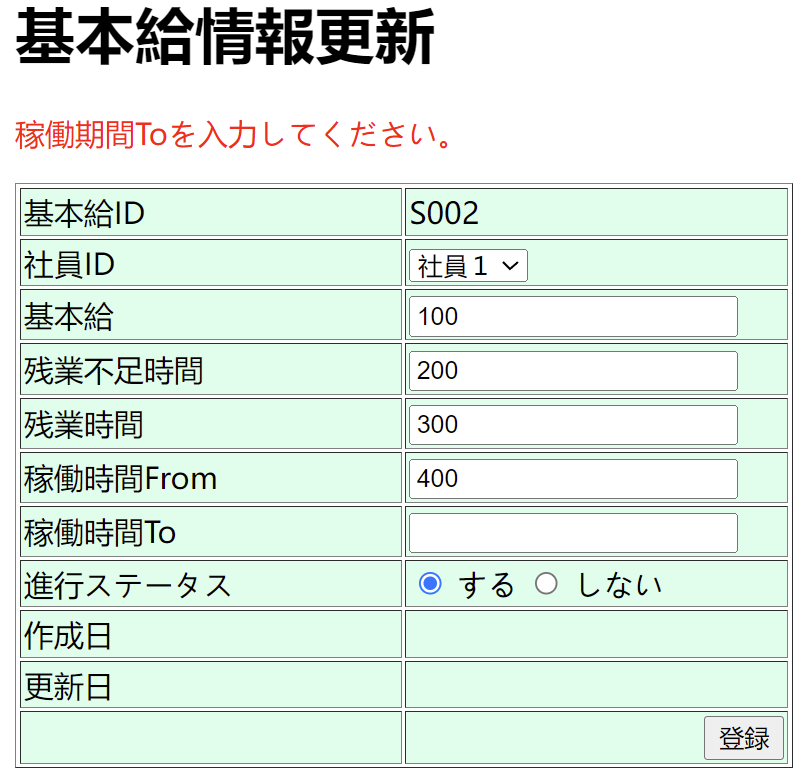 基本給情報更新
稼働期間Toを入力してください。
基本給ID S002
社員ID 社員１
基本給 100
残業不足時間 200
残業時間 300
稼働時間From 400
稼働時間To
進行ステータス する しない
作成日
更新日
登録